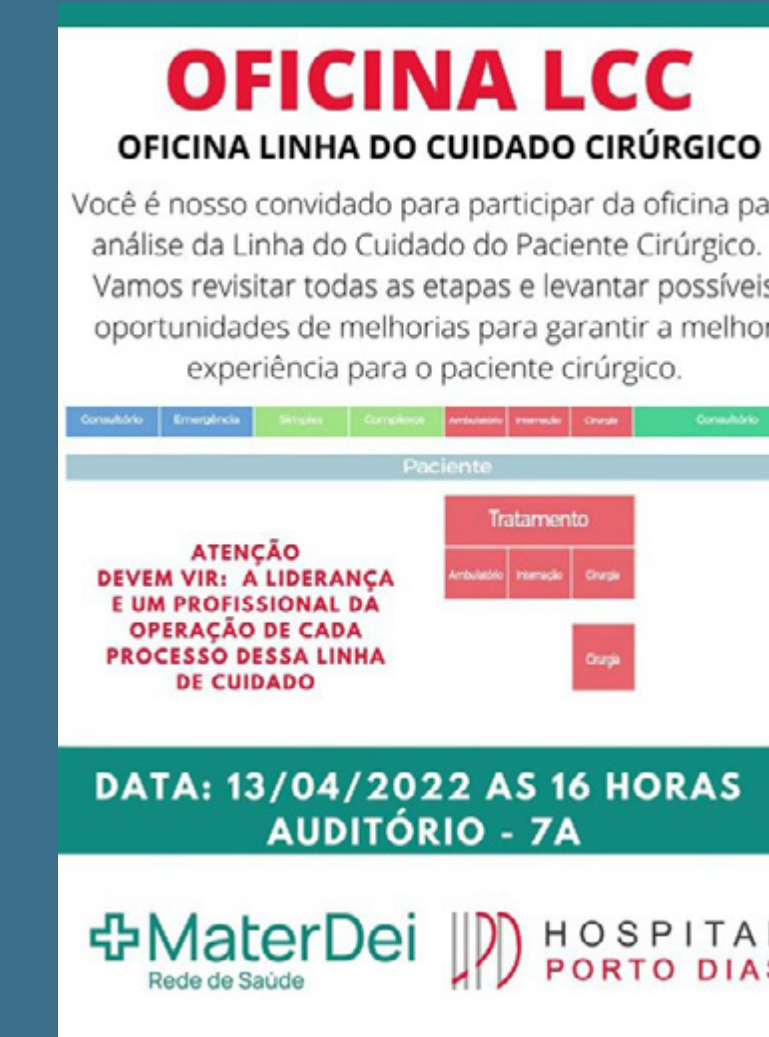 OFICINA LCC
OFICINA LINHA DO CUIDADO CIRÚRGICO
Você é nosso convidado para participar da oficina pa
análise da Linha do Cuidado do Paciente Cirúrgico.
Vamos revisitar todas as etapas e levantar possíveis
oportunidades de melhorias para garantir a melhor
experiência para o paciente cirúrgico.
Consultório Emergência Simples Complexos Ambulatório Internação Cirurgia Consultório
Paciente
Tratamento
Ambulatório Internação Cirurgia
Cirurgia
ATENÇÃO
DEVEM VIR: A LIDERANÇA
E UM PROFISSIONAL DA
OPERAÇÃO DE CADA
PROCESSO DESSA LINHA
DE CUIDADO
DATA: 13/04/2022 AS 16 HORAS
AUDITÓRIO - 7A
MaterDei
Rede de Saúde
HOSPITAL
PORTO DIAS